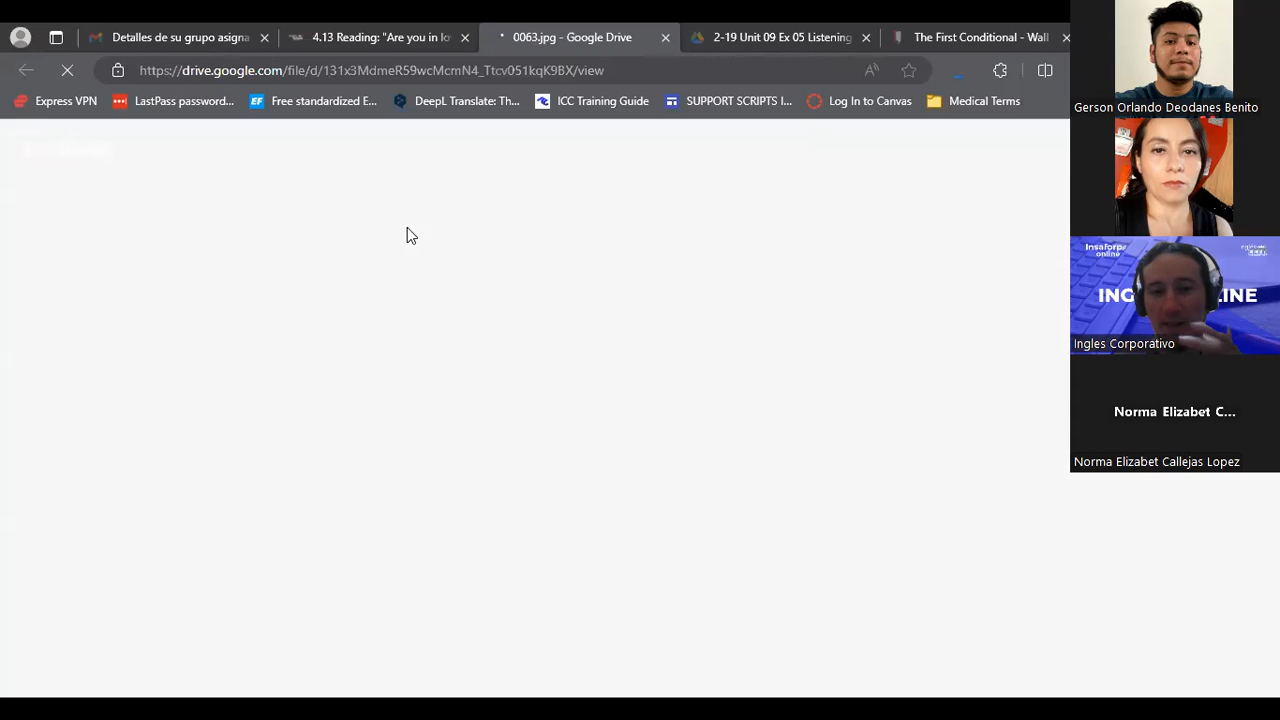 Detalles de su grupo asigna
4.13 Reading: "Are you in lo
0063.jpg - Google Drive
2-19 Unit 09 Ex 05 Listening
The First Conditional - Wall
https://drive.google.com/file/d/131x3MdmeR59wcMcmN4_Ttcv051kqK9BX/view
Express VPN
LastPass password...
EF Free standardized E...
DeepL Translate: Th...
ICC Training Guide
SUPPORT SCRIPTS I...
Log In to Canvas
Medical Terms
Gerson Orlando Deodanes Benito
Insaforp
online
ING LINE
Ingles Corporativo
Norma Elizabet C...
Norma Elizabet Callejas Lopez